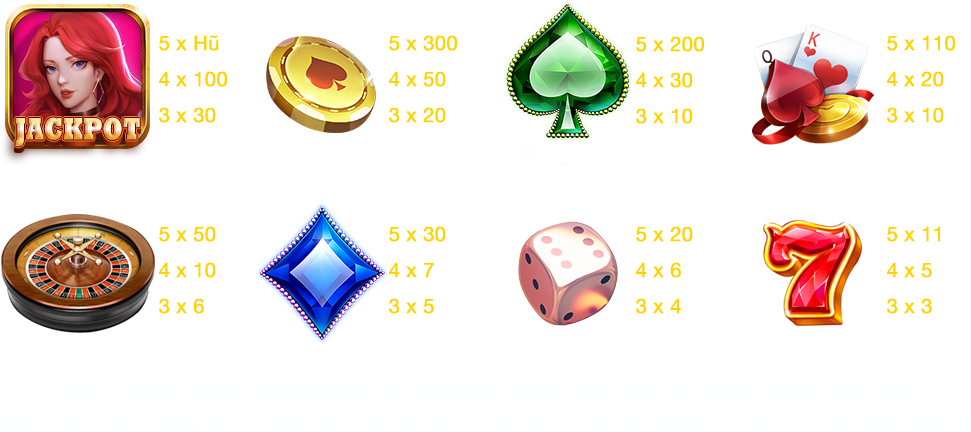 JACKPOT
5 x Hũ
4 x 100
3 x 30
5 x 300
4 x 50
3 x 20
5 x 200
4 x 30
3 x 10
Q
K
5 x 110
4 x 20
3 x 10
5 x 50
4 x 10
3 x 6
5 x 30
4 x 7
3 x 5
5 x 20
4 x 6
3 x 4
7
5 x 11
4 x 5
3 x 3